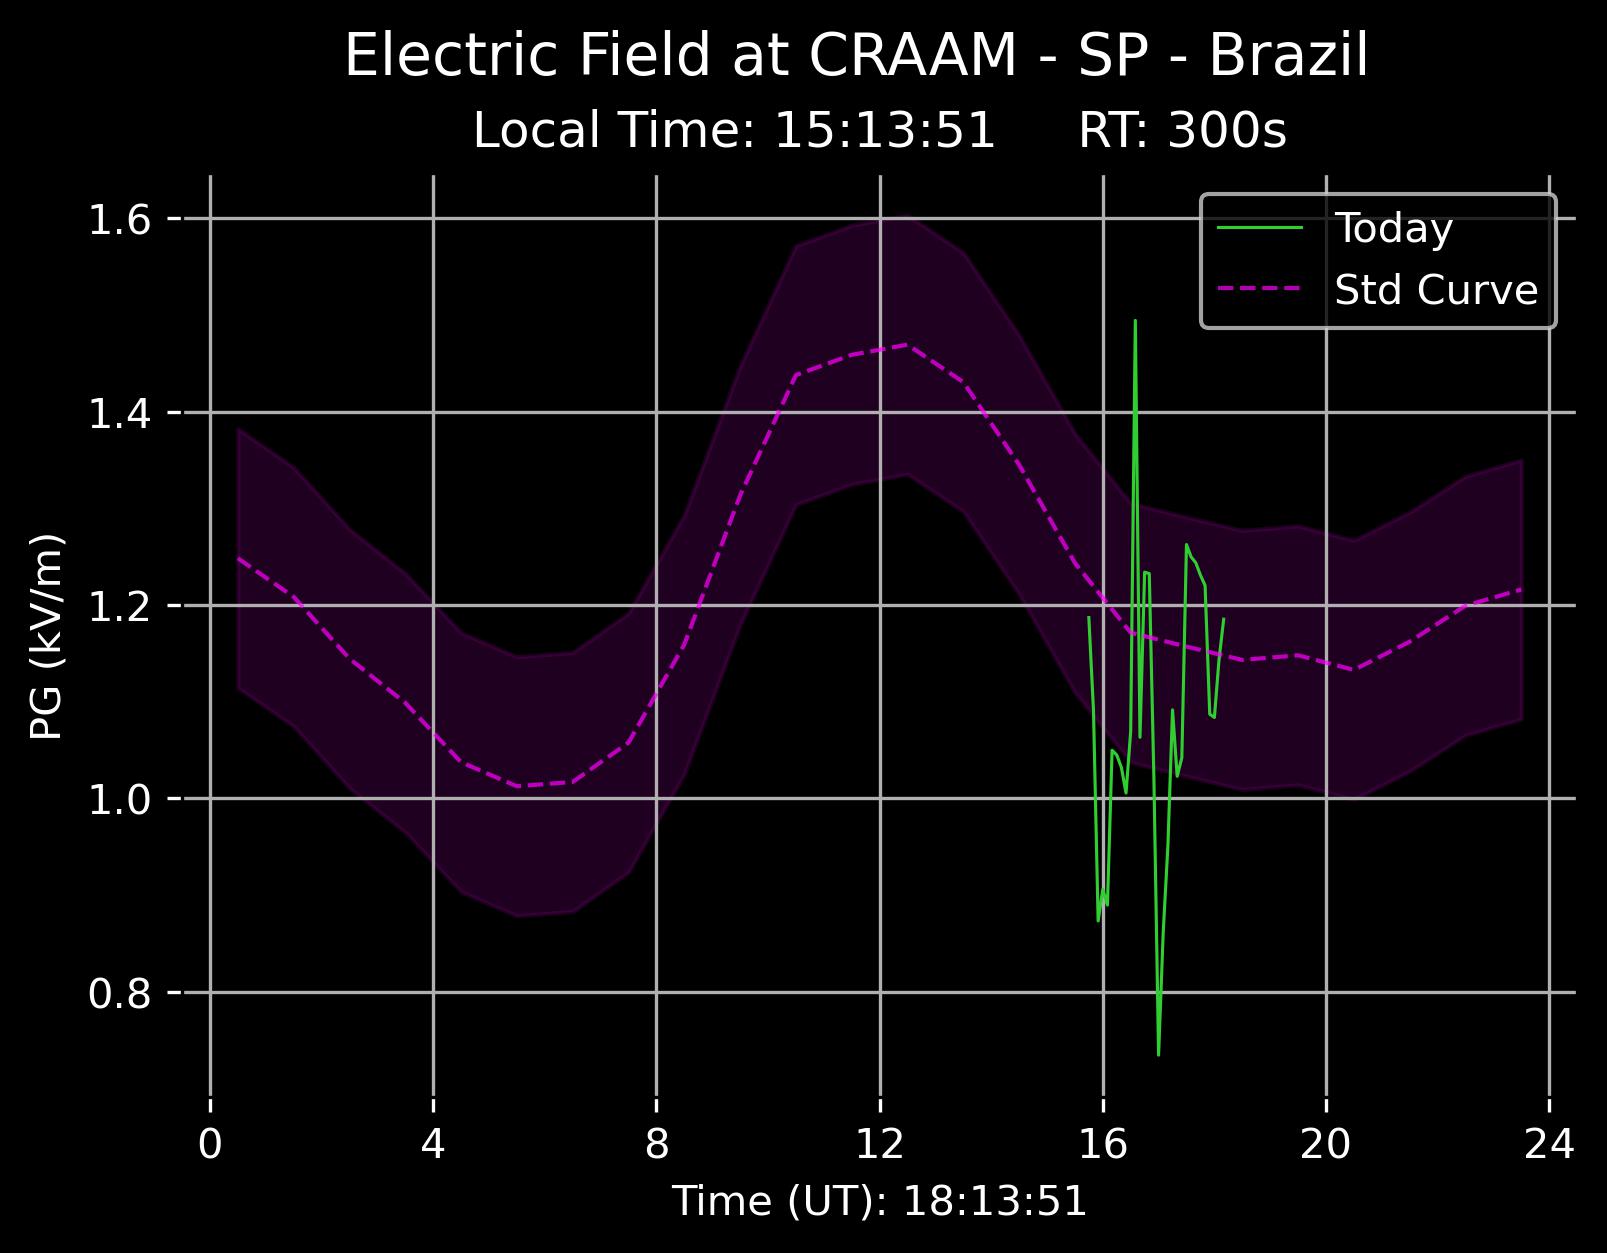 Electric Field at CRAAM - SP - Brazil
Local Time: 15:13:51 RT: 300s
Today
Std Curve
1.6
1.4
1.2
1.0
0.8
PG (kV/m)
0 4 8 12 16 20 24
Time (UT): 18:13:51